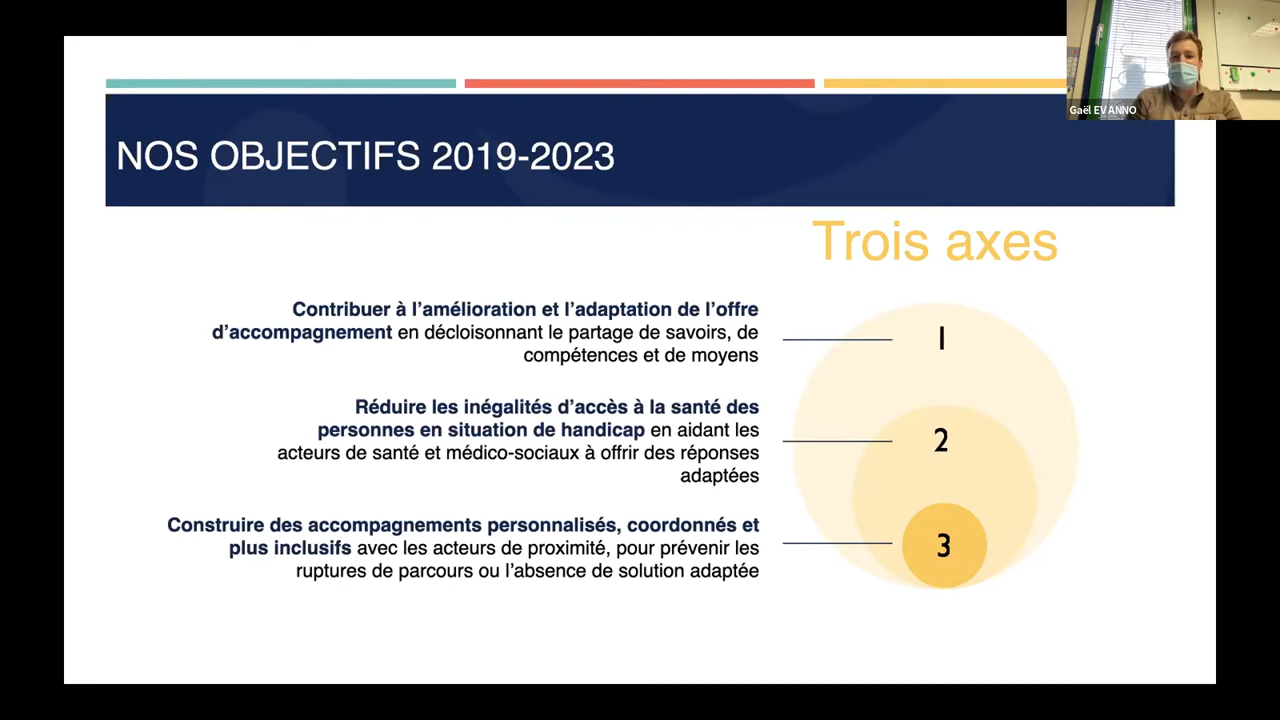 Gaël EVANNO
NOS OBJECTIFS 2019-2023
Trois axes
Contribuer à l’amélioration et l’adaptation de l’offre
d’accompagnement en décloisonnant le partage de savoirs, de
compétences et de moyens
1
Réduire les inégalités d’accès à la santé des
personnes en situation de handicap en aidant les
acteurs de santé et médico-sociaux à offrir des réponses
adaptées
2
Construire des accompagnements personnalisés, coordonnés et
plus inclusifs avec les acteurs de proximité, pour prévenir les
ruptures de parcours ou l’absence de solution adaptée
3